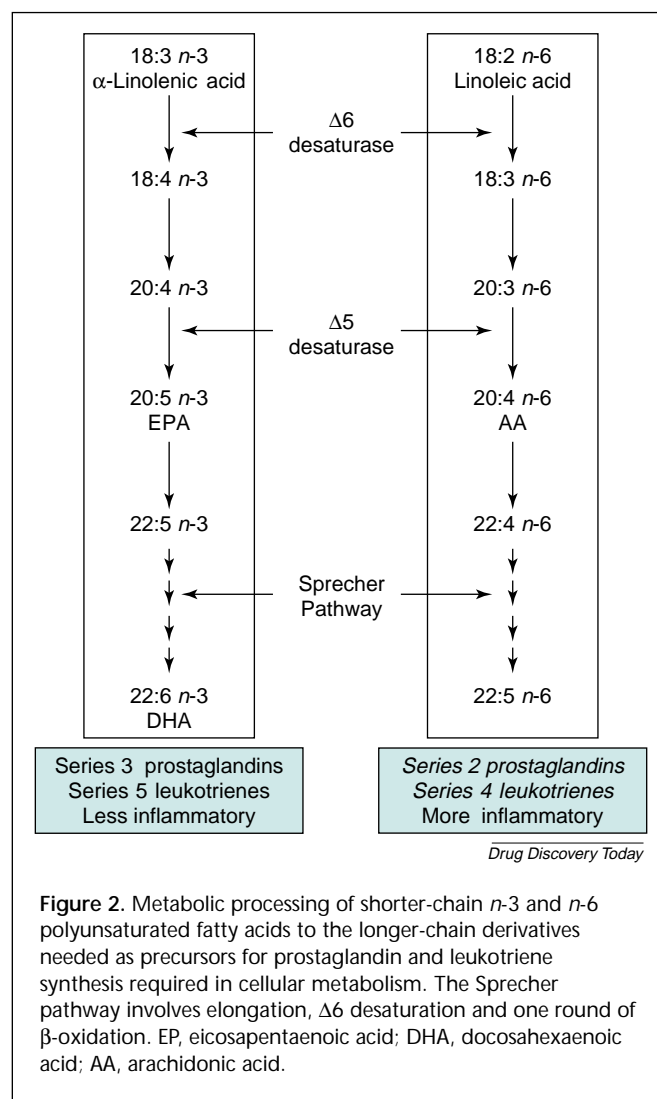 18:3 n-3
α-Linolenic acid
18:2 n-6
Linoleic acid
Δ6
desaturase
18:4 n-3
18:3 n-6
20:4 n-3
20:3 n-6
Δ5
desaturase
20:5 n-3
EPA
20:4 n-6
AA
22:5 n-3
22:4 n-6
Sprecher
Pathway
22:6 n-3
DHA
22:5 n-6
Series 3 prostaglandins
Series 5 leukotrienes
Less inflammatory
Series 2 prostaglandins
Series 4 leukotrienes
More inflammatory
Drug Discovery Today
Figure 2. Metabolic processing of shorter-chain n-3 and n-6
polyunsaturated fatty acids to the longer-chain derivatives
needed as precursors for prostaglandin and leukotriene
synthesis required in cellular metabolism. The Sprecher
pathway involves elongation, Δ6 desaturation and one round of
β-oxidation. EP, eicosapentaenoic acid; DHA, docosahexaenoic
acid; AA, arachidonic acid.